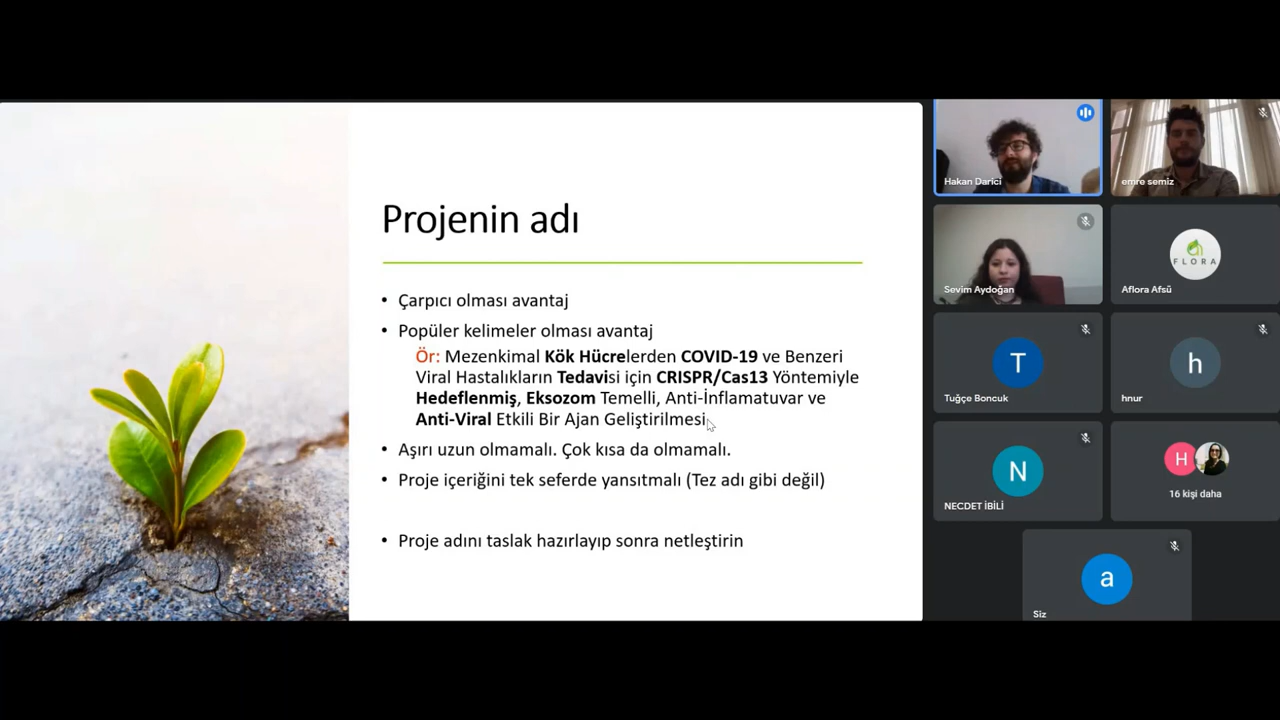 Projenin adı
• Çarpıcı olması avantaj
• Popüler kelimeler olması avantaj
Ör: Mezenkimal Kök Hücrelerden COVID-19 ve Benzeri
Viral Hastalıkların Tedavisi için CRISPR/Cas13 Yöntemiyle
Hedeflenmiş, Eksozom Temelli, Anti-İnflamatuvar ve
Anti-Viral Etkili Bir Ajan Geliştirilmesi
• Aşırı uzun olmamalı. Çok kısa da olmamalı.
• Proje içeriğini tek seferde yansıtmalı (Tez adı gibi değil)
• Proje adını taslak hazırlayıp sonra netleştirin
Hakan Darici
emre semiz
Sevim Aydoğan
FLORA
Aflora Afsü
T
Tuğçe Boncuk
h
hnur
N
NECDET İBİLİ
H
16 kişi daha
a
Siz